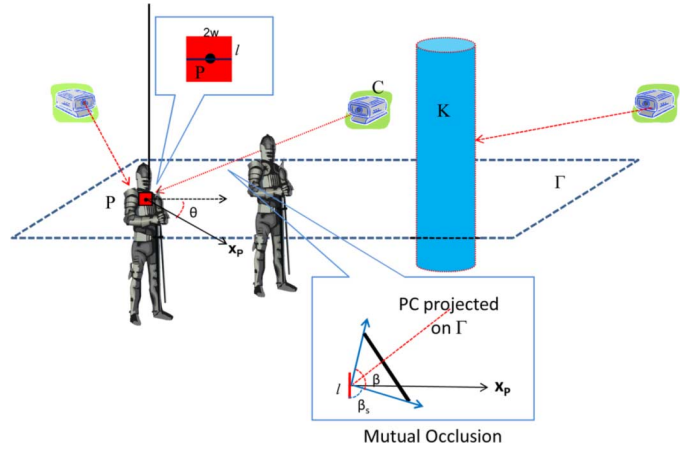 2w
l
P
C
K
Γ
P
θ
xP
PC projected
on Γ
β
l
xP
βs
Mutual Occlusion